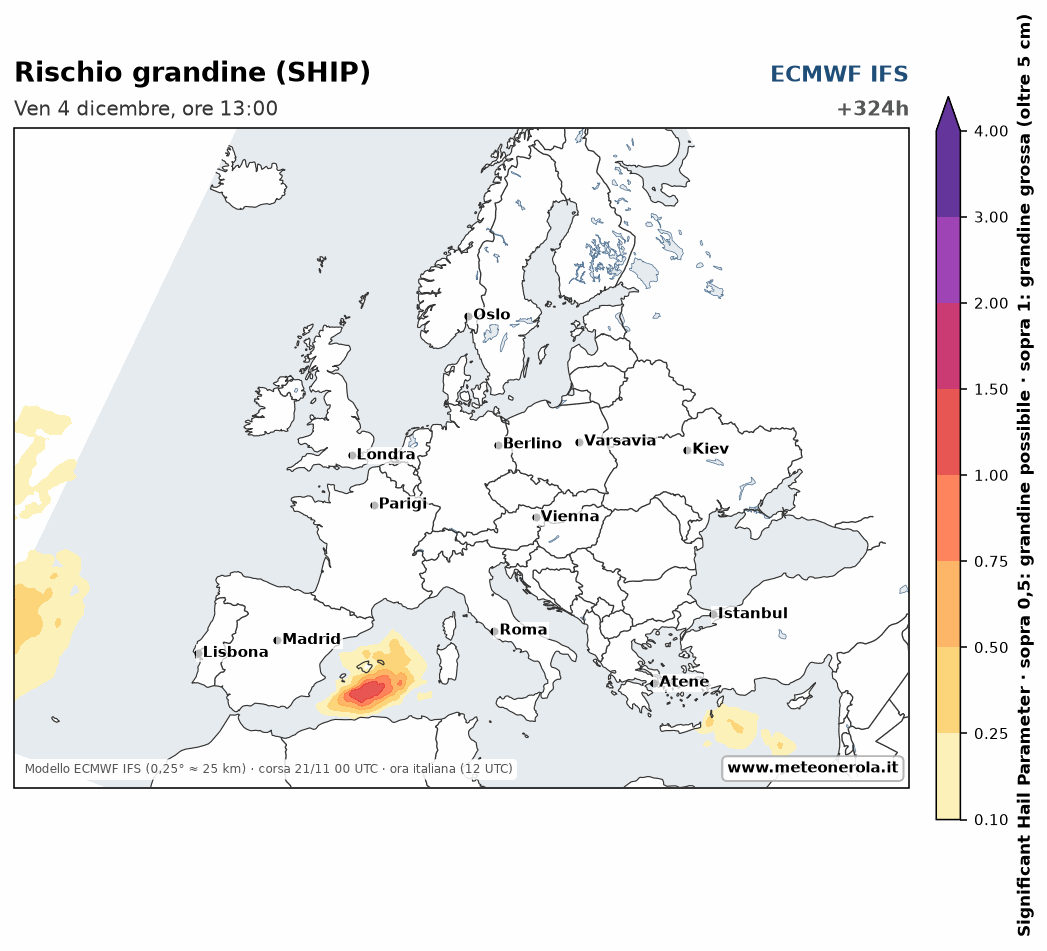 Rischio grandine (SHIP)
ECMWF IFS
Ven 4 dicembre, ore 13:00
+324h
Oslo
Berlino
Varsavia
Kiev
Londra
Parigi
Vienna
Istanbul
Roma
Madrid
Lisbona
Atene
Modello ECMWF IFS (0,25° ≈ 25 km) · corsa 21/11 00 UTC · ora italiana (12 UTC)
www.meteonerola.it
4.00
3.00
2.00
1.50
1.00
0.75
0.50
0.25
0.10
Significant Hail Parameter · sopra 0,5: grandine possibile · sopra 1: grandine grossa (oltre 5 cm)